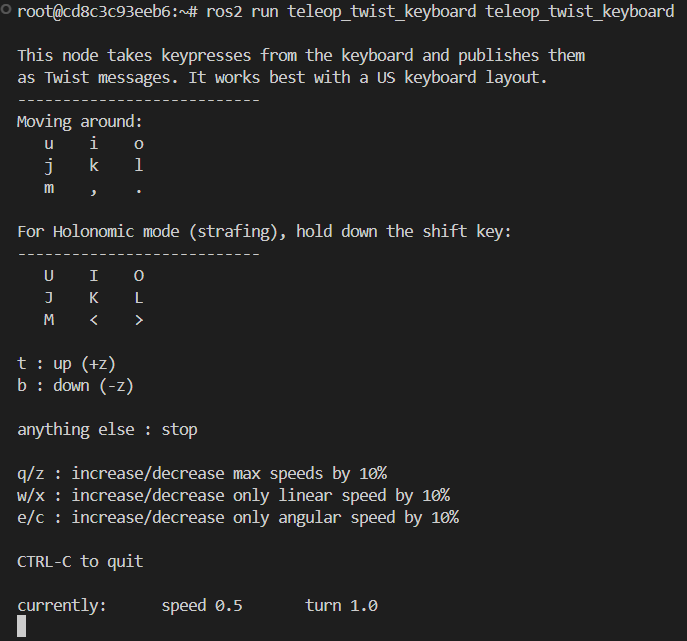 root@cd8c3c93eeb6:~# ros2 run teleop_twist_keyboard teleop_twist_keyboard
This node takes keypresses from the keyboard and publishes them
as Twist messages. It works best with a US keyboard layout.
---------------------------
Moving around:
   u    i    o
   j    k    l
   m    ,    .
For Holonomic mode (strafing), hold down the shift key:
---------------------------
   U    I    O
   J    K    L
   M    <    >
t : up (+z)
b : down (-z)
anything else : stop
q/z : increase/decrease max speeds by 10%
w/x : increase/decrease only linear speed by 10%
e/c : increase/decrease only angular speed by 10%
CTRL-C to quit
currently:      speed 0.5       turn 1.0